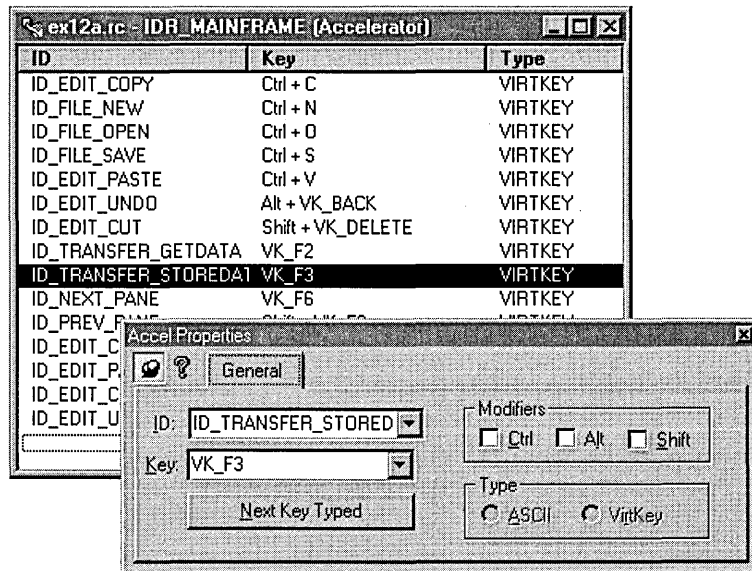 ex12a.rc - IDR_MAINFRAME (Accelerator)
ID Key Type
ID_EDIT_COPY Ctrl + C VIRTKEY
ID_FILE_NEW Ctrl + N VIRTKEY
ID_FILE_OPEN Ctrl + O VIRTKEY
ID_FILE_SAVE Ctrl + S VIRTKEY
ID_EDIT_PASTE Ctrl + V VIRTKEY
ID_EDIT_UNDO Alt + VK_BACK VIRTKEY
ID_EDIT_CUT Shift + VK_DELETE VIRTKEY
ID_TRANSFER_GETDATA VK_F2 VIRTKEY
ID_TRANSFER_STOREDAT VK_F3 VIRTKEY
ID_NEXT_PANE VK_F6 VIRTKEY
ID_PREV_PANE
Accel Properties
ID_EDIT_C
General
ID_EDIT_P
ID_EDIT_C
ID_EDIT_U
Modifiers
ID: ID_TRANSFER_STORED
Ctrl Alt Shift
Key: VK_F3
Type
Next Key Typed
ASCII VirtKey